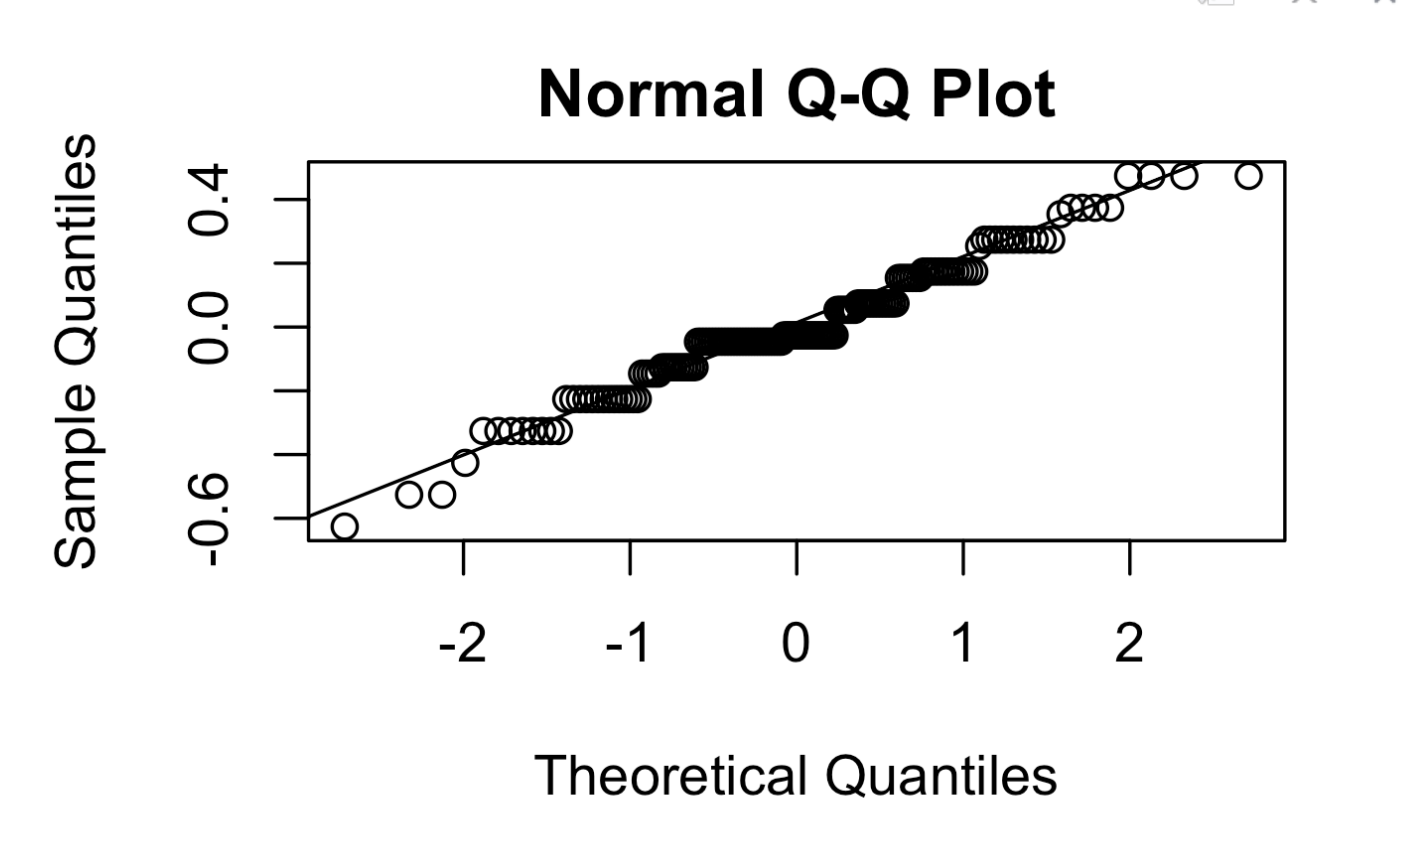 Normal Q-Q Plot
Sample Quantiles
0.4
0.0
-0.6
-2 -1 0 1 2
Theoretical Quantiles